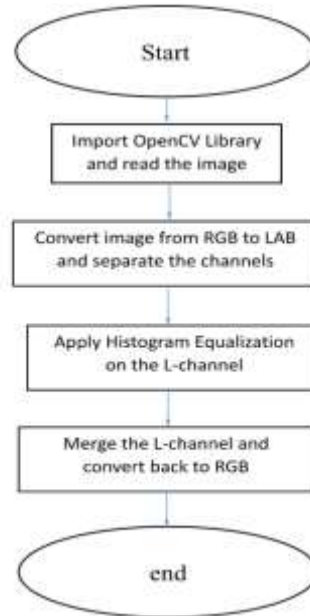 Start
Import OpenCV Library
and read the image
Convert image from RGB to LAB
and separate the channels
Apply Histogram Equalization
on the L-channel
Merge the L-channel and
convert back to RGB
end